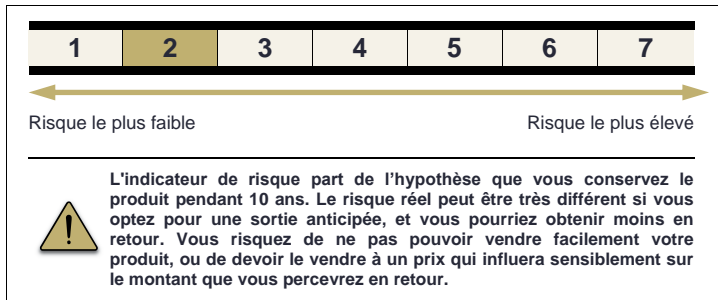 1 2 3 4 5 6 7
Risque le plus faible Risque le plus élevé
L'indicateur de risque part de l’hypothèse que vous conservez le
produit pendant 10 ans. Le risque réel peut être très différent si vous
optez pour une sortie anticipée, et vous pourriez obtenir moins en
retour. Vous risquez de ne pas pouvoir vendre facilement votre
produit, ou de devoir le vendre à un prix qui influera sensiblement sur
le montant que vous percevrez en retour.